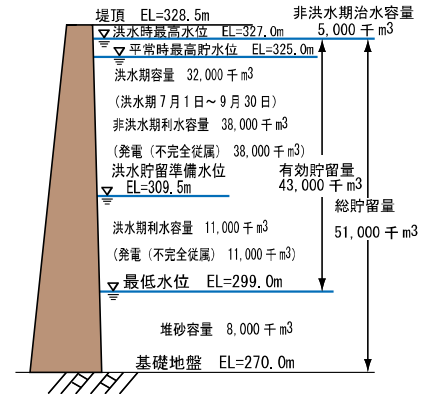 堤頂 EL=328.5m
非洪水期治水容量
5,000 千m3
洪水時最高水位 EL=327.0m
平常時最高貯水位 EL=325.0m
洪水期容量 32,000 千m3
(洪水期7月1日~9月30日)
非洪水期利水容量 38,000千m3
(発電(不完全従属) 38,000千m3)
洪水貯留準備水位
EL=309.5m
有効貯留量
43,000千m3
総貯留量
51,000千m3
洪水期利水容量 11,000千m3
(発電(不完全従属) 11,000千m3)
最低水位 EL=299.0m
堆砂容量 8,000千m3
基礎地盤 EL=270.0m